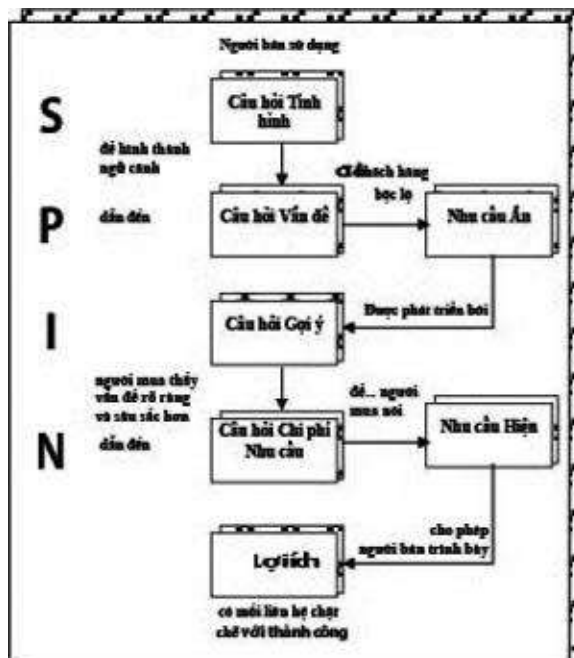 Người bán sử dụng
S
Câu hỏi Tình
hình
để hình thành
ngữ cảnh
khách hàng
bộc lộ
P
dẫn đến
Câu hỏi Vấn đề
Nhu cầu Ẩn
I
Câu hỏi Gợi ý
Được phát triển bởi
người mua thấy
vấn đề rõ ràng
và sâu sắc hơn
để... người
mua nói
N
dẫn đến
Câu hỏi Chi phí
Nhu cầu
Nhu cầu Hiện
cho phép
người bán trình bày
Lợi ích
có mối liên hệ chặt
chẽ với thành công